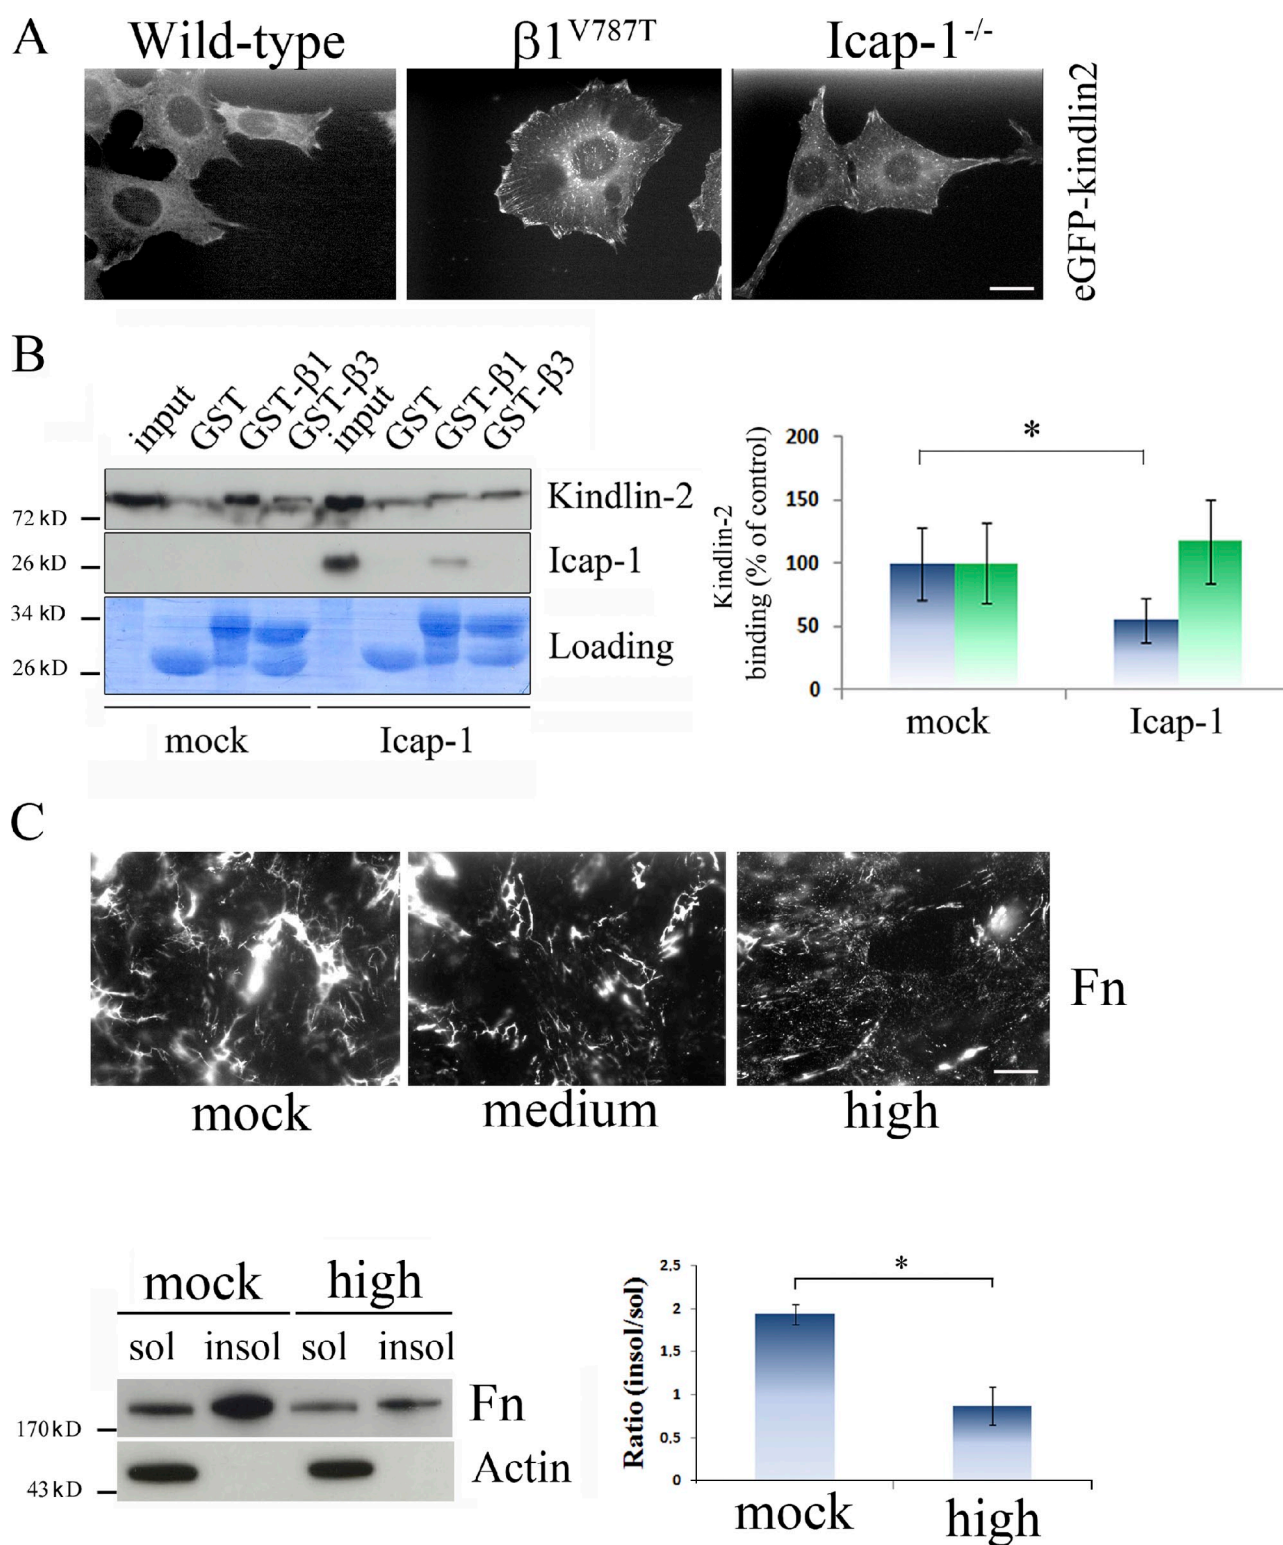 A
Wild-type β1V787T Icap-1-/-
eGFP-kindlin2
B
input GST GST-β1 GST-β3 input GST GST-β1 GST-β3
Kindlin-2
72 kD
Icap-1
26 kD
34 kD
Loading
26 kD
mock Icap-1
Kindlin-2
binding (% of control)
200
150
100
50
0
*
mock Icap-1
C
Fn
mock medium high
mock high
sol insol sol insol
Fn
170 kD
Actin
43 kD
Ratio (insol/sol)
2.5
2
1.5
1
0.5
0
*
mock high